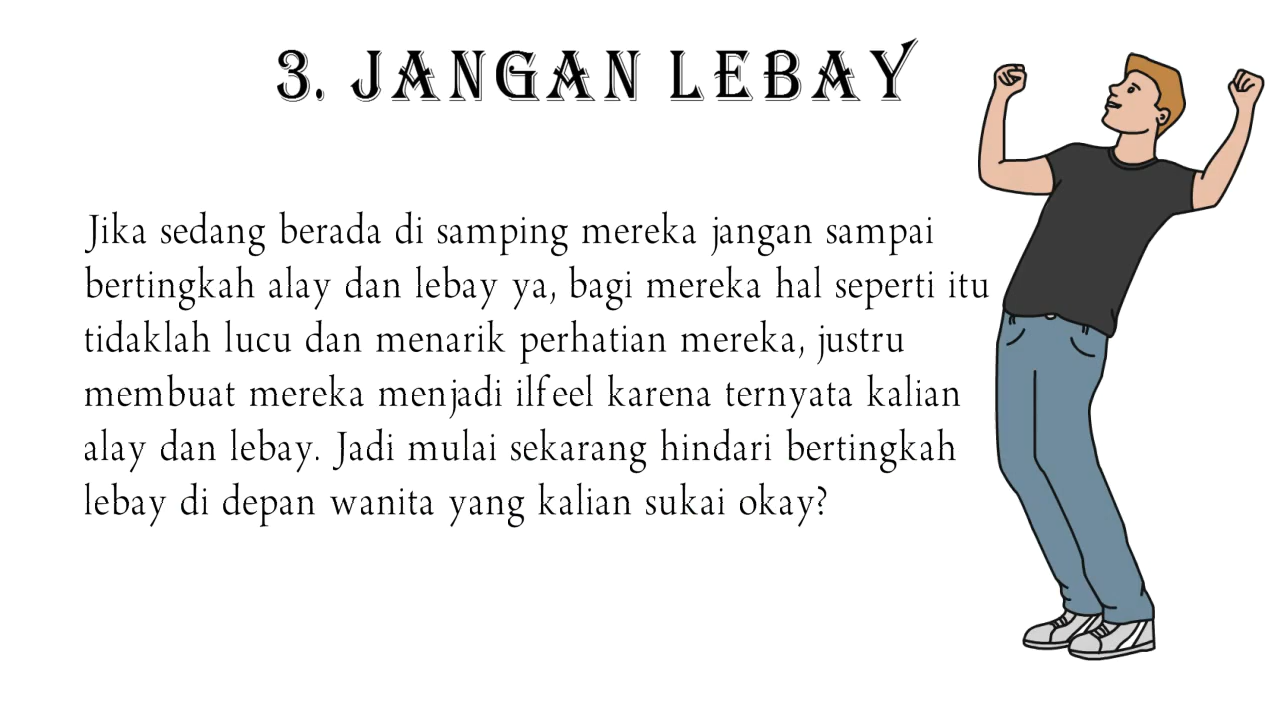 3. JANGAN LEBAY
Jika sedang berada di samping mereka jangan sampai
bertingkah alay dan lebay ya, bagi mereka hal seperti itu
tidaklah lucu dan menarik perhatian mereka, justru
membuat mereka menjadi ilfeel karena ternyata kalian
alay dan lebay. Jadi mulai sekarang hindari bertingkah
lebay di depan wanita yang kalian sukai okay?